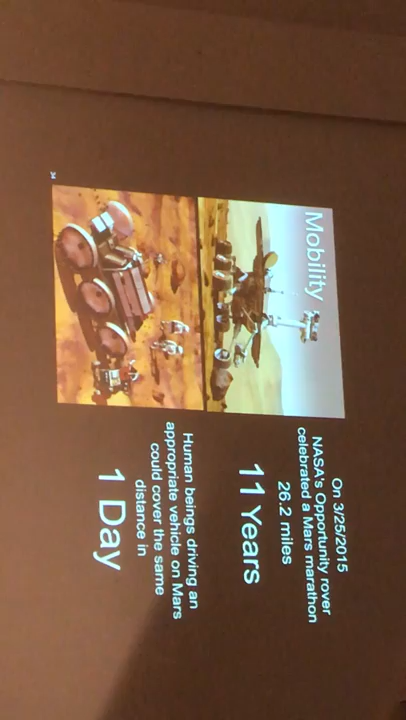 Mobility
On 3/25/2015
NASA's Opportunity rover
celebrated a Mars marathon
26.2 miles
11 Years
Human beings driving an
appropriate vehicle on Mars
could cover the same
distance in
1 Day